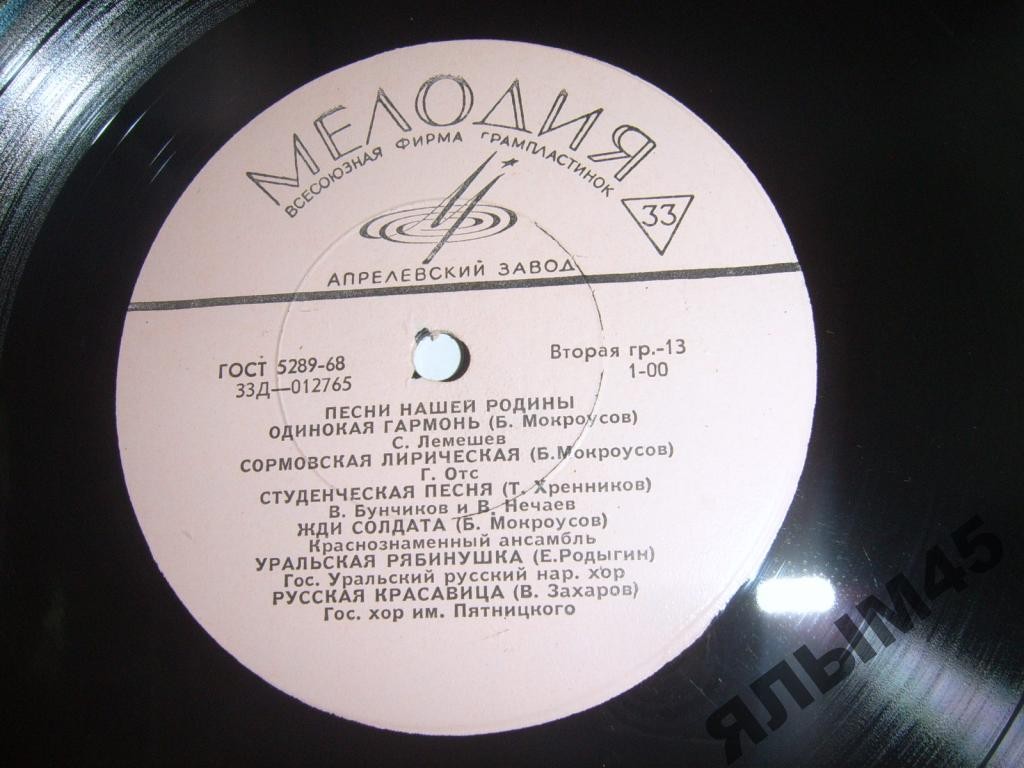 МЕЛОДИЯ
ВСЕСОЮЗНАЯ ФИРМА ГРАМПЛАСТИНОК
33
АПРЕЛЕВСКИЙ ЗАВОД
ГОСТ 5289-68
33Д—012765
Вторая гр.-13
1-00
ПЕСНИ НАШЕЙ РОДИНЫ
ОДИНОКАЯ ГАРМОНЬ (Б. Мокроусов)
С. Лемешев
СОРМОВСКАЯ ЛИРИЧЕСКАЯ (Б.Мокроусов)
Г. Отс
СТУДЕНЧЕСКАЯ ПЕСНЯ (Т. Хренников)
В. Бунчиков и В. Нечаев
ЖДИ СОЛДАТА (Б. Мокроусов)
Краснознаменный ансамбль
УРАЛЬСКАЯ РЯБИНУШКА (Е.Родыгин)
Гос. Уральский русский нар. хор
РУССКАЯ КРАСАВИЦА (В. Захаров)
Гос. хор им. Пятницкого
ЯЛЫМ45